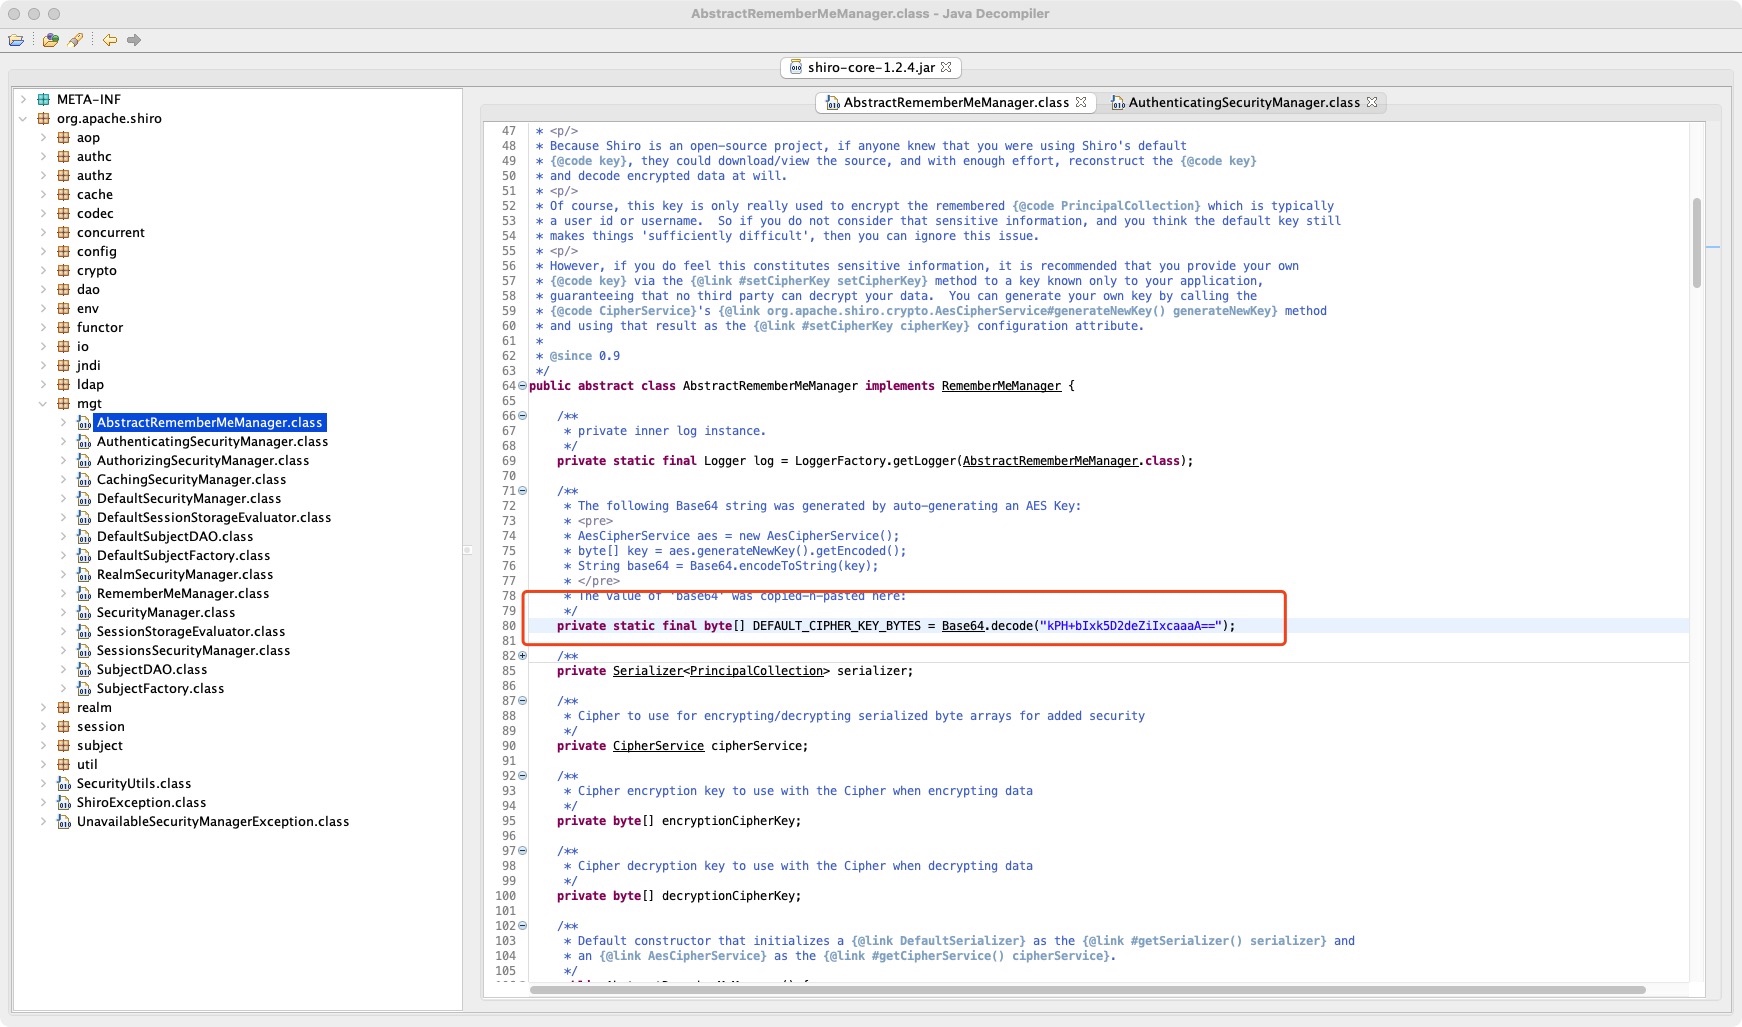 AbstractRememberMeManager.class - Java Decompiler
shiro-core-1.2.4.jar
META-INF
org.apache.shiro
aop
authc
authz
cache
codec
concurrent
config
crypto
dao
env
functor
io
jndi
ldap
mgt
AbstractRememberMeManager.class
AuthenticatingSecurityManager.class
AuthorizingSecurityManager.class
CachingSecurityManager.class
DefaultSecurityManager.class
DefaultSessionStorageEvaluator.class
DefaultSubjectDAO.class
DefaultSubjectFactory.class
RealmSecurityManager.class
RememberMeManager.class
SecurityManager.class
SessionStorageEvaluator.class
SessionsSecurityManager.class
SubjectDAO.class
SubjectFactory.class
realm
session
subject
util
SecurityUtils.class
ShiroException.class
UnavailableSecurityManagerException.class
AbstractRememberMeManager.class AuthenticatingSecurityManager.class
47 * <p/>
48 * Because Shiro is an open-source project, if anyone knew that you were using Shiro's default
49 * {@code key}, they could download/view the source, and with enough effort, reconstruct the {@code key}
50 * and decode encrypted data at will.
51 * <p/>
52 * Of course, this key is only really used to encrypt the remembered {@code PrincipalCollection} which is typically
53 * a user id or username.  So if you do not consider that sensitive information, and you think the default key still
54 * makes things 'sufficiently difficult', then you can ignore this issue.
55 * <p/>
56 * However, if you do feel this constitutes sensitive information, it is recommended that you provide your own
57 * {@code key} via the {@link #setCipherKey setCipherKey} method to a key known only to your application,
58 * guaranteeing that no third party can decrypt your data.  You can generate your own key by calling the
59 * {@code CipherService}'s {@link org.apache.shiro.crypto.AesCipherService#generateNewKey() generateNewKey} method
60 * and using that result as the {@link #setCipherKey cipherKey} configuration attribute.
61 *
62 * @since 0.9
63 */
64 public abstract class AbstractRememberMeManager implements RememberMeManager {
65
66 /**
67 * private inner log instance.
68 */
69 private static final Logger log = LoggerFactory.getLogger(AbstractRememberMeManager.class);
70
71 /**
72 * The following Base64 string was generated by auto-generating an AES Key:
73 * <pre>
74 * AesCipherService aes = new AesCipherService();
75 * byte[] key = aes.generateNewKey().getEncoded();
76 * String base64 = Base64.encodeToString(key);
77 * </pre>
78 * The value of 'base64' was copied-n-pasted here:
79 */
80 private static final byte[] DEFAULT_CIPHER_KEY_BYTES = Base64.decode("kPH+bIxk5D2deZiIxcaaaA==");
81
82 /**
85 private Serializer<PrincipalCollection> serializer;
86
87 /**
88 * Cipher to use for encrypting/decrypting serialized byte arrays for added security
89 */
90 private CipherService cipherService;
91
92 /**
93 * Cipher encryption key to use with the Cipher when encrypting data
94 */
95 private byte[] encryptionCipherKey;
96
97 /**
98 * Cipher decryption key to use with the Cipher when decrypting data
99 */
100 private byte[] decryptionCipherKey;
101
102 /**
103 * Default constructor that initializes a {@link DefaultSerializer} as the {@link #getSerializer() serializer} and
104 * an {@link AesCipherService} as the {@link #getCipherService() cipherService}.
105 */